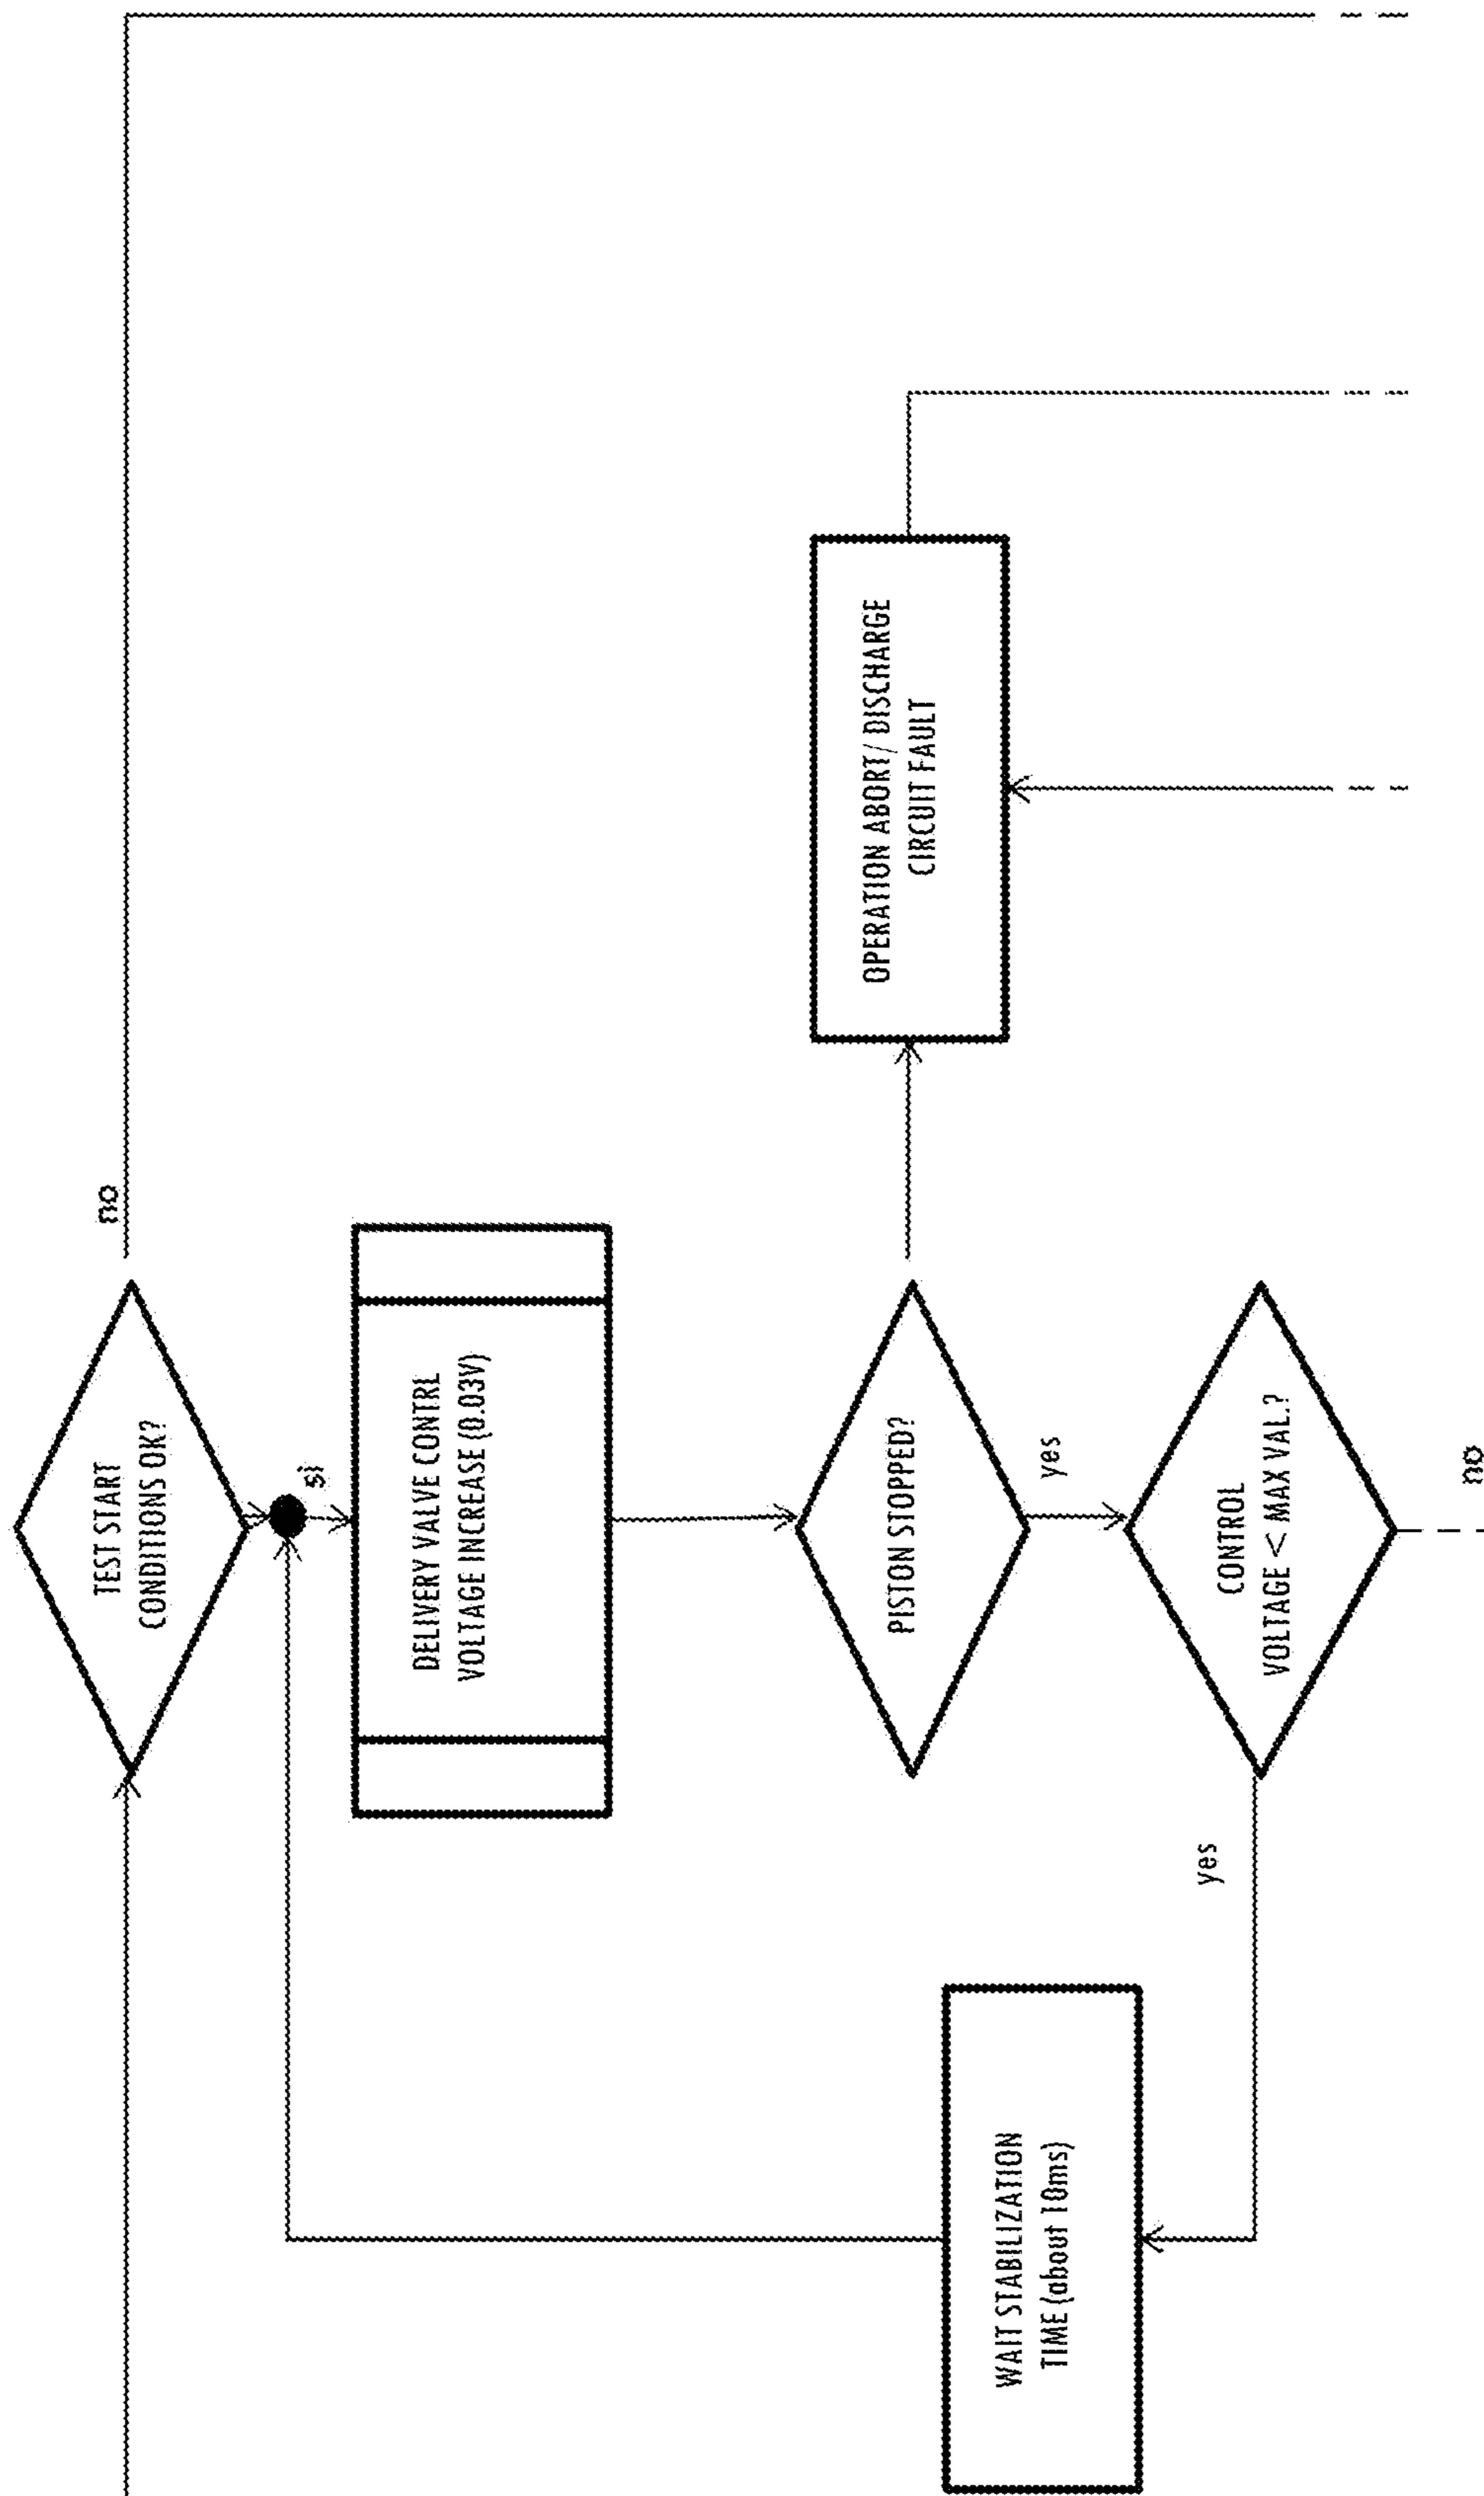 TEST START
CONDITIONS OK?
no
si
DELIVERY VALVE CONTRL
VOLTAGE INCREASE (0.03V)
PISTON STOPPED?
OPERATION ABORT/ DISCHARGE
CIRCUIT FAULT
yes
CONTROL
VOLTAGE < MAX VAL.?
yes
no
WAIT STABILIZATION
TIME (about 10ms)